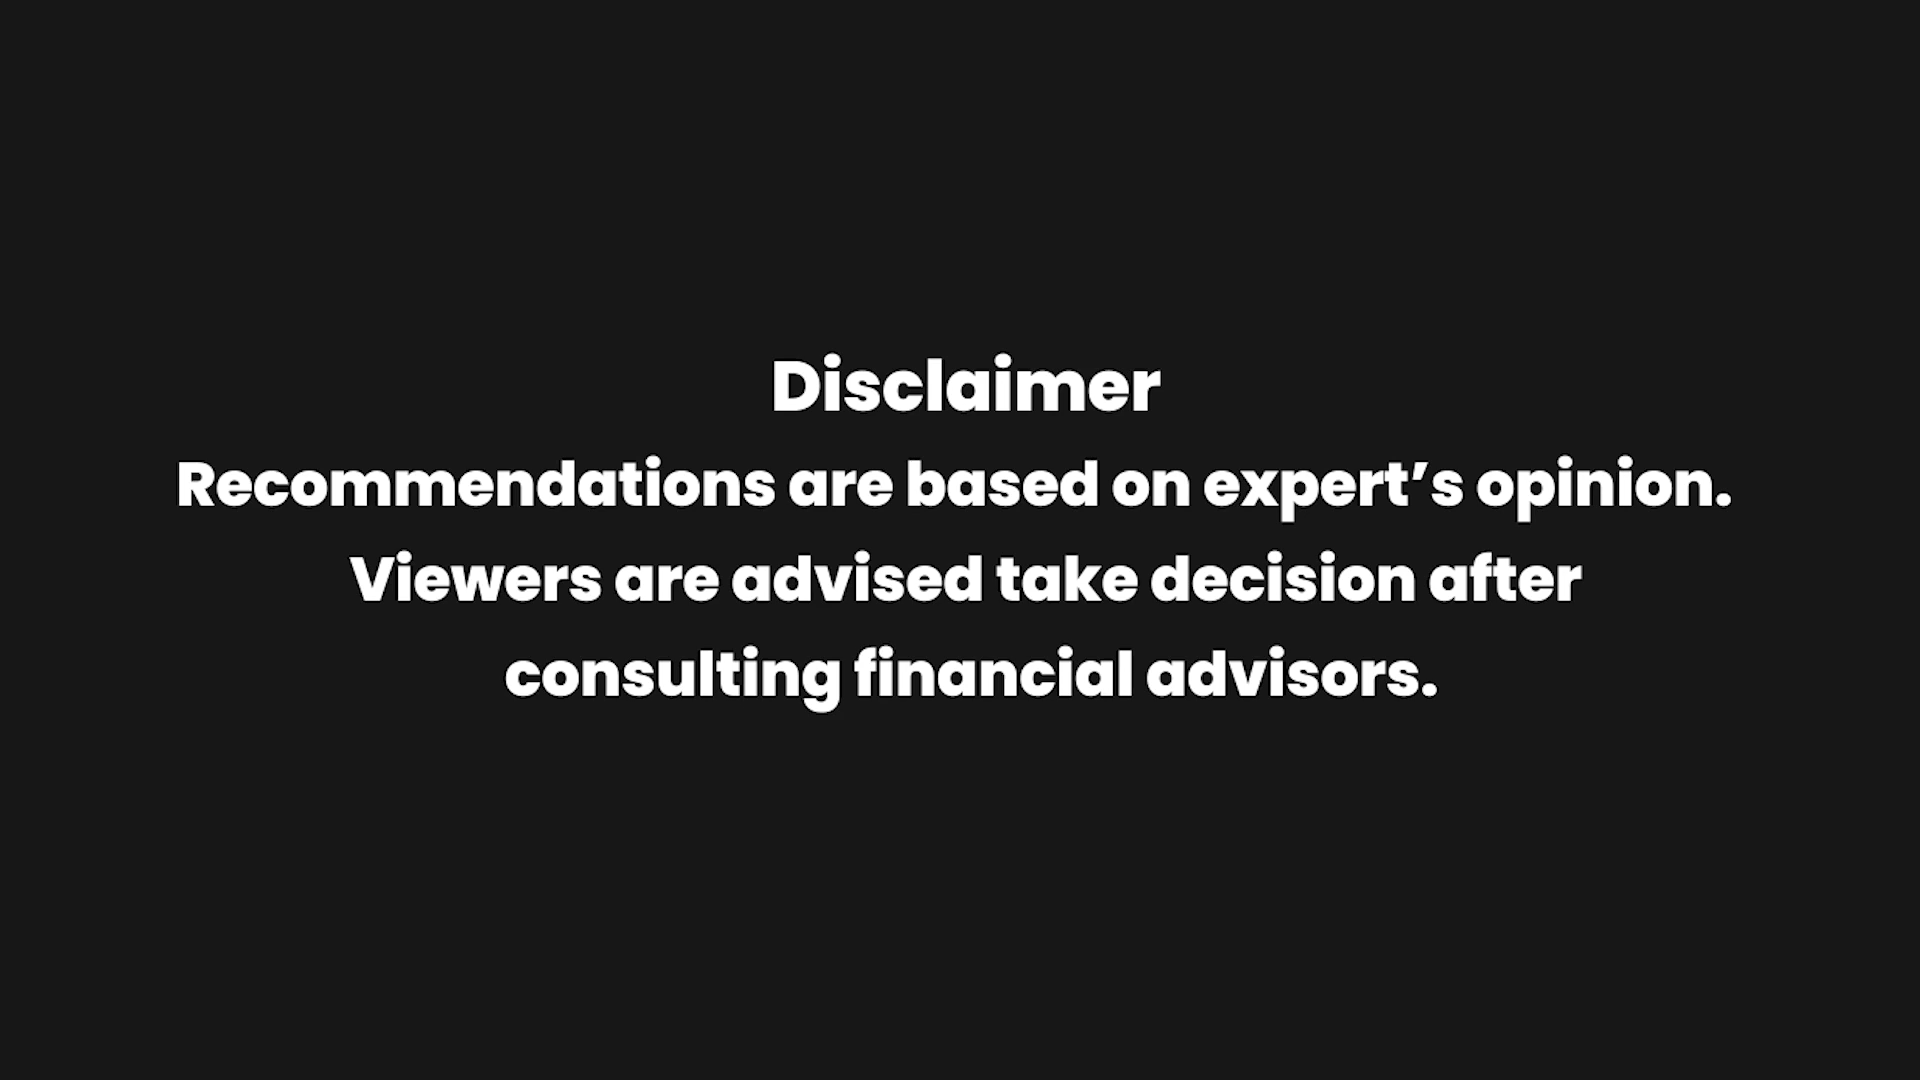 Disclaimer
Recommendations are based on expert’s opinion.
Viewers are advised take decision after
consulting financial advisors.